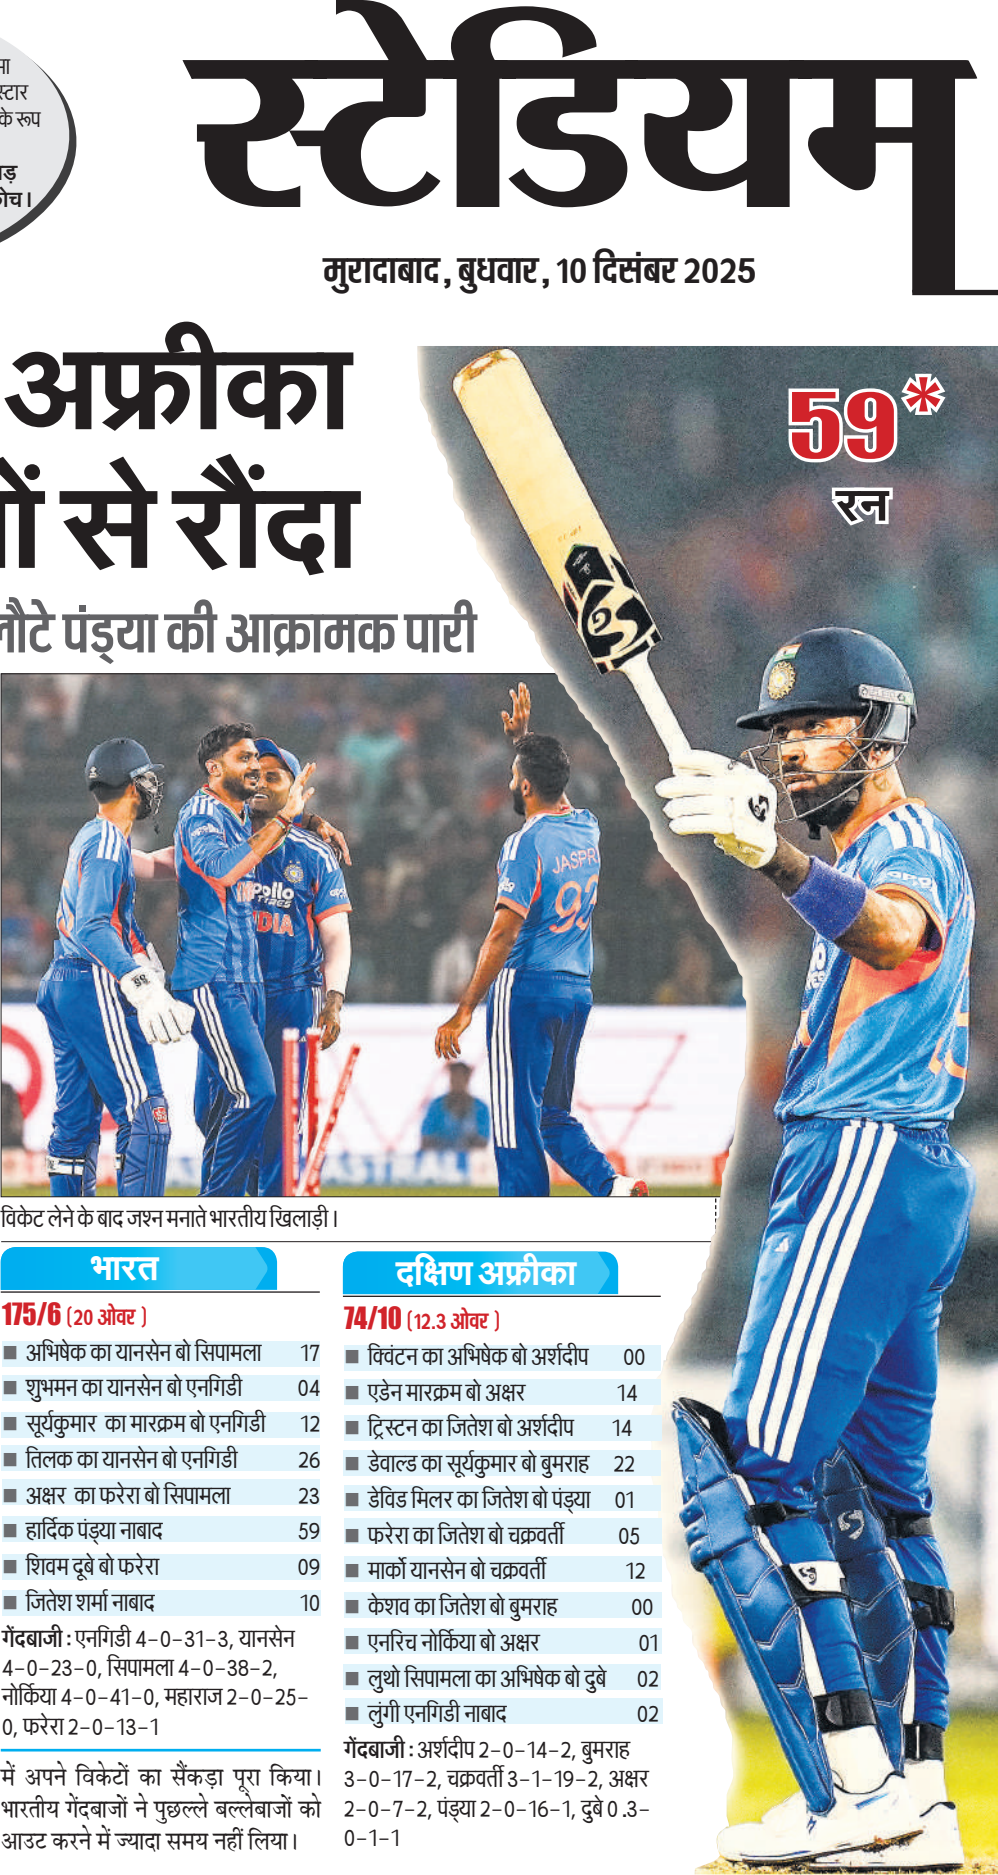 स्टार
के रूप
स्टेडियम
मुरादाबाद, बुधवार, 10 दिसंबर 2025
अफ्रीका
से रौंदा
लौटे पंड्या की आक्रामक पारी
59*
रन
JASPRI
93
apollo
TYRES
INDIA
ASTRAL
विकेट लेने के बाद जश्न मनाते भारतीय खिलाड़ी।
भारत
175/6 (20 ओवर )
■ अभिषेक का यानसेन बो सिपामला 17
■ शुभमन का यानसेन बो एनगिडी 04
■ सूर्यकुमार का मारक्रम बो एनगिडी 12
■ तिलक का यानसेन बो एनगिडी 26
■ अक्षर का फरेरा बो सिपामला 23
■ हार्दिक पंड्या नाबाद 59
■ शिवम दूबे बो फरेरा 09
■ जितेश शर्मा नाबाद 10
गेंदबाजी : एनगिडी 4-0-31-3, यानसेन
4-0-23-0, सिपामला 4-0-38-2,
नोर्किया 4-0-41-0, महाराज 2-0-25-
0, फरेरा 2-0-13-1
में अपने विकेटों का सैंकड़ा पूरा किया।
भारतीय गेंदबाजों ने पुछल्ले बल्लेबाजों को
आउट करने में ज्यादा समय नहीं लिया।
दक्षिण अफ्रीका
74/10 (12.3 ओवर )
■ क्विंटन का अभिषेक बो अर्शदीप 00
■ एडेन मारक्रम बो अक्षर 14
■ ट्रिस्टन का जितेश बो अर्शदीप 14
■ डेवाल्ड का सूर्यकुमार बो बुमराह 22
■ डेविड मिलर का जितेश बो पंड्या 01
■ फरेरा का जितेश बो चक्रवर्ती 05
■ मार्को यानसेन बो चक्रवर्ती 12
■ केशव का जितेश बो बुमराह 00
■ एनरिच नोर्किया बो अक्षर 01
■ लुथो सिपामला का अभिषेक बो दुबे 02
■ लुंगी एनगिडी नाबाद 02
गेंदबाजी : अर्शदीप 2-0-14-2, बुमराह
3-0-17-2, चक्रवर्ती 3-1-19-2, अक्षर
2-0-7-2, पंड्या 2-0-16-1, दुबे 0.3-
0-1-1